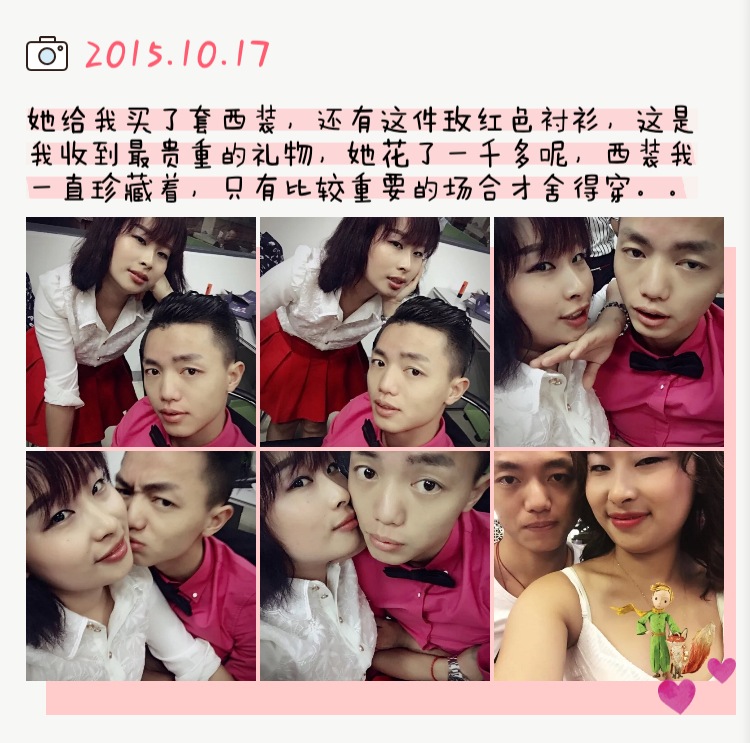 2015.10.17
她给我买了套西装，还有这件玫红色衬衫，这是
我收到最贵重的礼物，她花了一千多呢，西装我
一直珍藏着，只有比较重要的场合才舍得穿。。